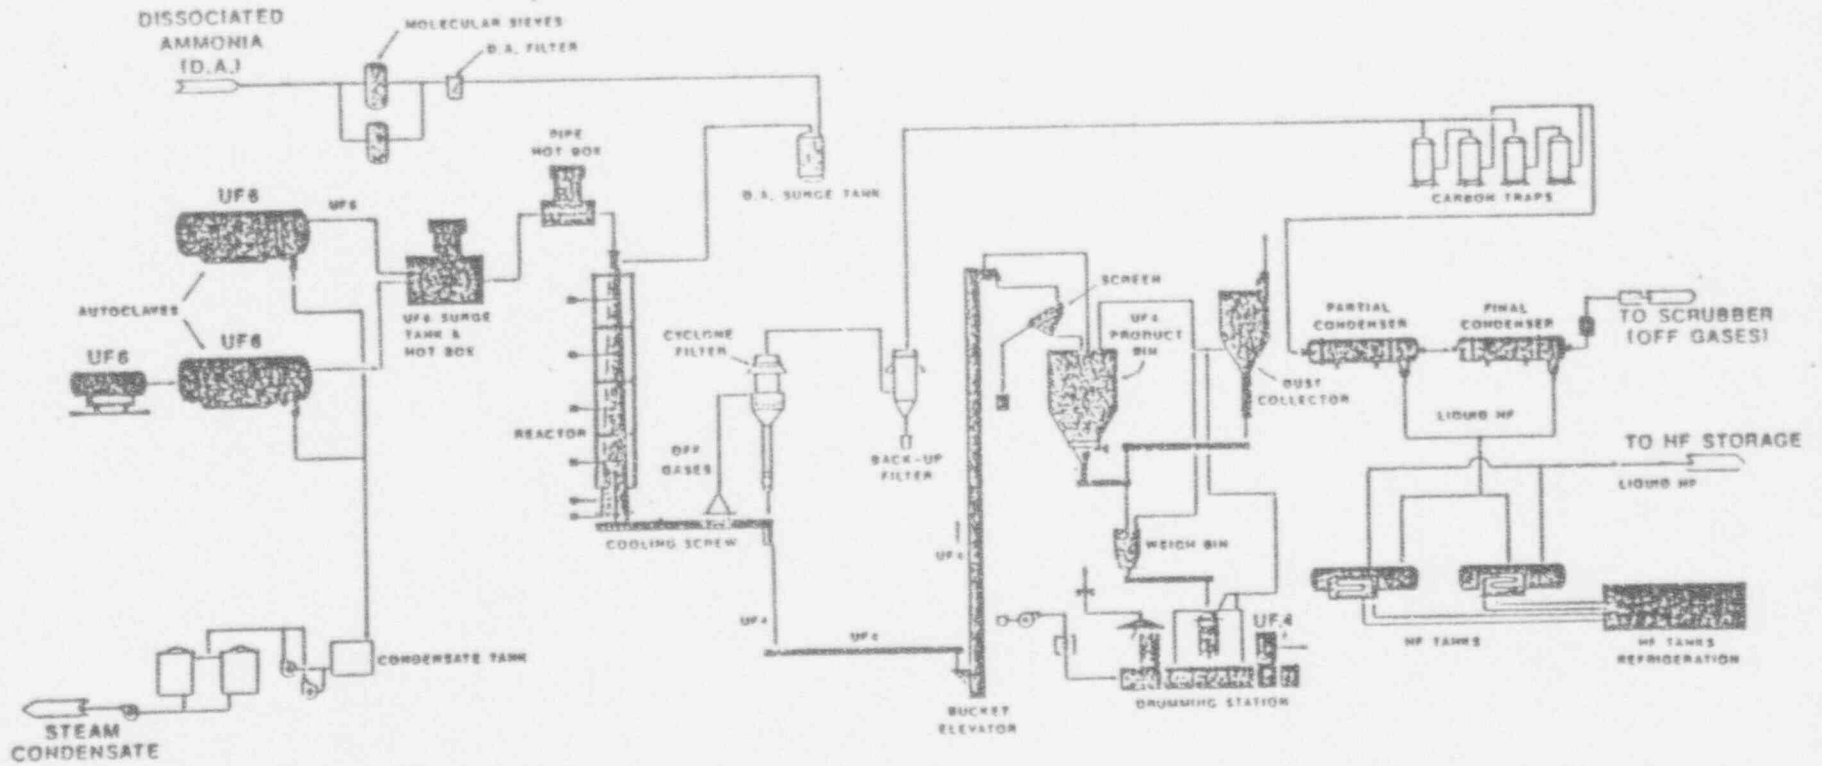 DISSOCIATED
AMMONIA
(D.A.)
MOLECULAR SIEVES
D.A. FILTER
PIPE
HOT BOX
D.A. SURGE TANK
CARBON TRAPS
UF6
UF6
AUTOCLAVES
UF6 SURGE
TANK &
HOT BOX
UF6
UF6
CYCLONE
FILTER
SCREEN
UF4
PRODUCT
BIN
DUST
COLLECTOR
PARTIAL
CONDENSER
FINAL
CONDENSER
TO SCRUBBER
(OFF GASES)
REACTOR
OFF
GASES
BACK-UP
FILTER
LIQUID HF
TO HF STORAGE
LIQUID HF
COOLING SCREW
WEIGH BIN
UF4
UF4
UF4
UF4
HF TANKS
HF TANKS
REFRIGERATION
CONDENSATE TANK
DRUMMING STATION
BUCKET
ELEVATOR
STEAM
CONDENSATE